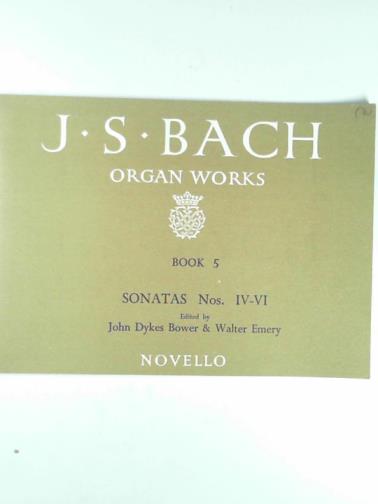 J·S·BACH
ORGAN WORKS
BOOK 5
SONATAS Nos. IV-VI
Edited by
John Dykes Bower & Walter Emery
NOVELLO